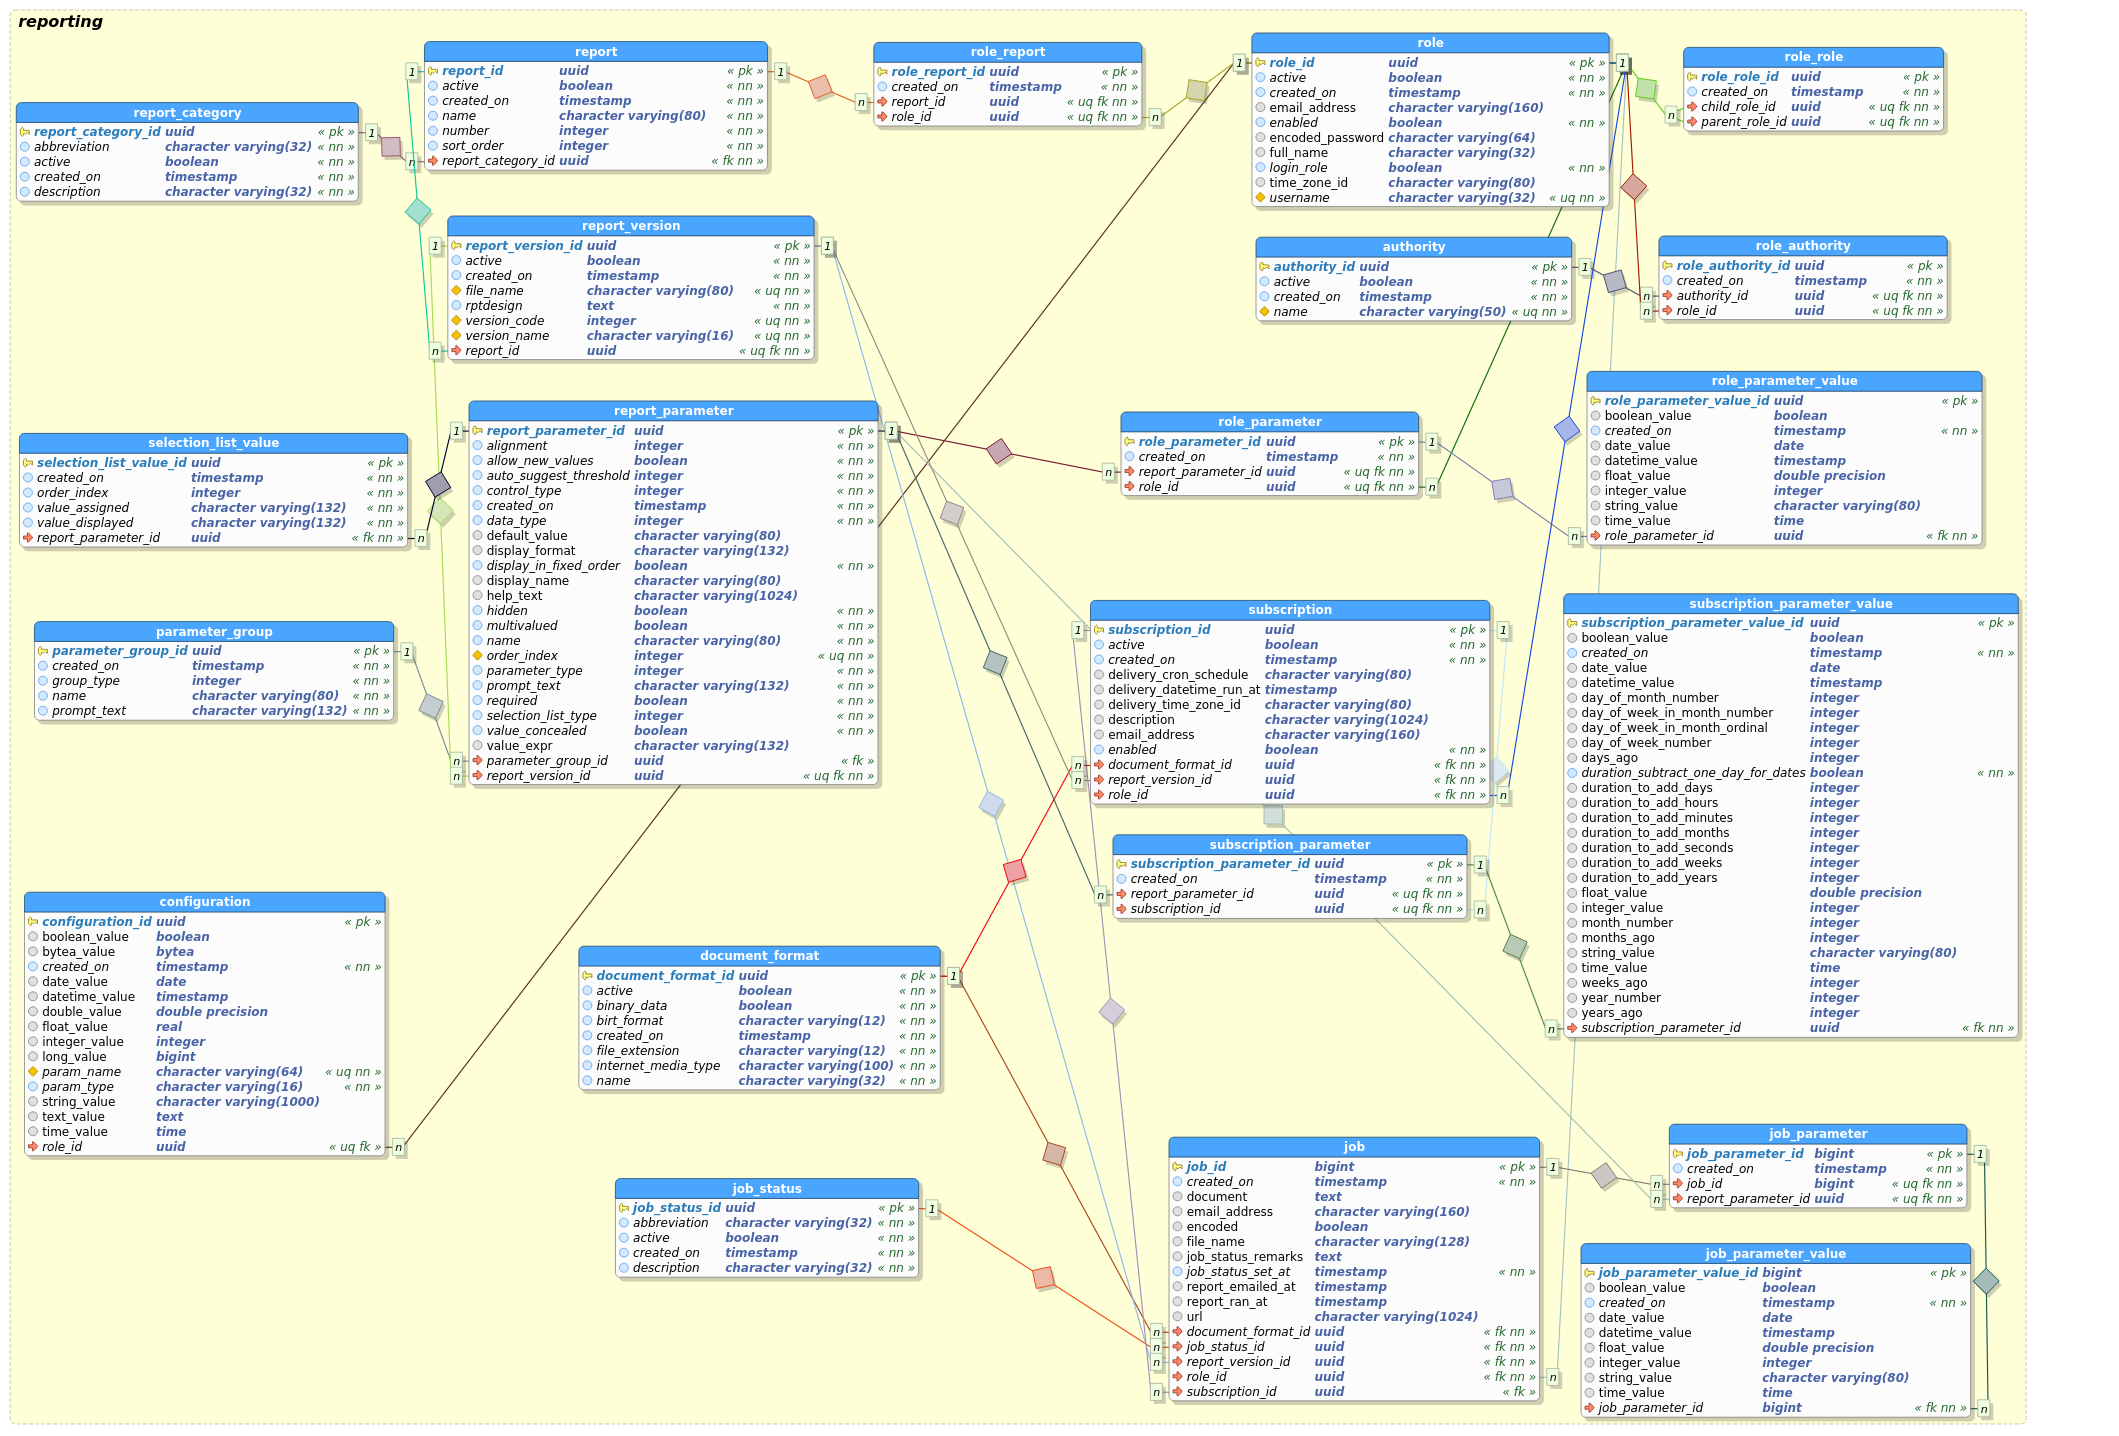 reporting
report
report_id uuid « pk »
active boolean « nn »
created_on timestamp « nn »
name character varying(80) « nn »
number integer « nn »
sort_order integer « nn »
report_category_id uuid « fk nn »
role_report
role_report_id uuid « pk »
created_on timestamp « nn »
report_id uuid « uq fk nn »
role_id uuid « uq fk nn »
role
role_id uuid « pk »
active boolean « nn »
created_on timestamp « nn »
email_address character varying(160)
enabled boolean « nn »
encoded_password character varying(64)
full_name character varying(32)
login_role boolean « nn »
time_zone_id character varying(80)
username character varying(32) « uq nn »
role_role
role_role_id uuid « pk »
created_on timestamp « nn »
child_role_id uuid « uq fk nn »
parent_role_id uuid « uq fk nn »
report_category
report_category_id uuid « pk »
abbreviation character varying(32) « nn »
active boolean « nn »
created_on timestamp « nn »
description character varying(32) « nn »
report_version
report_version_id uuid « pk »
active boolean « nn »
created_on timestamp « nn »
file_name character varying(80) « uq nn »
rptdesign text « nn »
version_code integer « uq nn »
version_name character varying(16) « uq nn »
report_id uuid « uq fk nn »
authority
authority_id uuid « pk »
active boolean « nn »
created_on timestamp « nn »
name character varying(50) « uq nn »
role_authority
role_authority_id uuid « pk »
created_on timestamp « nn »
authority_id uuid « uq fk nn »
role_id uuid « uq fk nn »
role_parameter_value
role_parameter_value_id uuid « pk »
boolean_value boolean
created_on timestamp « nn »
date_value date
datetime_value timestamp
float_value double precision
integer_value integer
string_value character varying(80)
time_value time
role_parameter_id uuid « fk nn »
report_parameter
report_parameter_id uuid « pk »
alignment integer « nn »
allow_new_values boolean « nn »
auto_suggest_threshold integer « nn »
control_type integer « nn »
created_on timestamp « nn »
data_type integer « nn »
default_value character varying(80)
display_format character varying(132)
display_in_fixed_order boolean « nn »
display_name character varying(80)
help_text character varying(1024)
hidden boolean « nn »
multivalued boolean « nn »
name character varying(80) « nn »
order_index integer « uq nn »
parameter_type integer « nn »
prompt_text character varying(132) « nn »
required boolean « nn »
selection_list_type integer « nn »
value_concealed boolean « nn »
value_expr character varying(132)
parameter_group_id uuid « fk »
report_version_id uuid « uq fk nn »
role_parameter
role_parameter_id uuid « pk »
created_on timestamp « nn »
report_parameter_id uuid « uq fk nn »
role_id uuid « uq fk nn »
selection_list_value
selection_list_value_id uuid « pk »
created_on timestamp « nn »
order_index integer « nn »
value_assigned character varying(132) « nn »
value_displayed character varying(132) « nn »
report_parameter_id uuid « fk nn »
parameter_group
parameter_group_id uuid « pk »
created_on timestamp « nn »
group_type integer « nn »
name character varying(80) « nn »
prompt_text character varying(132) « nn »
subscription
subscription_id uuid « pk »
active boolean « nn »
created_on timestamp « nn »
delivery_cron_schedule character varying(80)
delivery_datetime_run_at timestamp
delivery_time_zone_id character varying(80)
description character varying(1024)
email_address character varying(160)
enabled boolean « nn »
document_format_id uuid « fk nn »
report_version_id uuid « fk nn »
role_id uuid « fk nn »
subscription_parameter_value
subscription_parameter_value_id uuid « pk »
boolean_value boolean
created_on timestamp « nn »
date_value date
datetime_value timestamp
day_of_month_number integer
day_of_week_in_month_number integer
day_of_week_in_month_ordinal integer
day_of_week_number integer
days_ago integer
duration_subtract_one_day_for_dates boolean « nn »
duration_to_add_days integer
duration_to_add_hours integer
duration_to_add_minutes integer
duration_to_add_months integer
duration_to_add_seconds integer
duration_to_add_weeks integer
duration_to_add_years integer
float_value double precision
integer_value integer
month_number integer
months_ago integer
string_value character varying(80)
time_value time
weeks_ago integer
year_number integer
years_ago integer
subscription_parameter_id uuid « fk nn »
subscription_parameter
subscription_parameter_id uuid « pk »
created_on timestamp « nn »
report_parameter_id uuid « uq fk nn »
subscription_id uuid « uq fk nn »
configuration
configuration_id uuid « pk »
boolean_value boolean
bytea_value bytea
created_on timestamp « nn »
date_value date
datetime_value timestamp
double_value double precision
float_value real
integer_value integer
long_value bigint
param_name character varying(64) « uq nn »
param_type character varying(16) « nn »
string_value character varying(1000)
text_value text
time_value time
role_id uuid « uq fk »
document_format
document_format_id uuid « pk »
active boolean « nn »
binary_data boolean « nn »
birt_format character varying(12) « nn »
created_on timestamp « nn »
file_extension character varying(12) « nn »
internet_media_type character varying(100) « nn »
name character varying(32) « nn »
job_status
job_status_id uuid « pk »
abbreviation character varying(32) « nn »
active boolean « nn »
created_on timestamp « nn »
description character varying(32) « nn »
job
job_id bigint « pk »
created_on timestamp « nn »
document text
email_address character varying(160)
encoded boolean
file_name character varying(128)
job_status_remarks text
job_status_set_at timestamp « nn »
report_emailed_at timestamp
report_ran_at timestamp
url character varying(1024)
document_format_id uuid « fk nn »
job_status_id uuid « fk nn »
report_version_id uuid « fk nn »
role_id uuid « fk nn »
subscription_id uuid « fk »
job_parameter
job_parameter_id bigint « pk »
created_on timestamp « nn »
job_id bigint « uq fk nn »
report_parameter_id uuid « uq fk nn »
job_parameter_value
job_parameter_value_id bigint « pk »
boolean_value boolean
created_on timestamp « nn »
date_value date
datetime_value timestamp
float_value double precision
integer_value integer
string_value character varying(80)
time_value time
job_parameter_id bigint « fk nn »